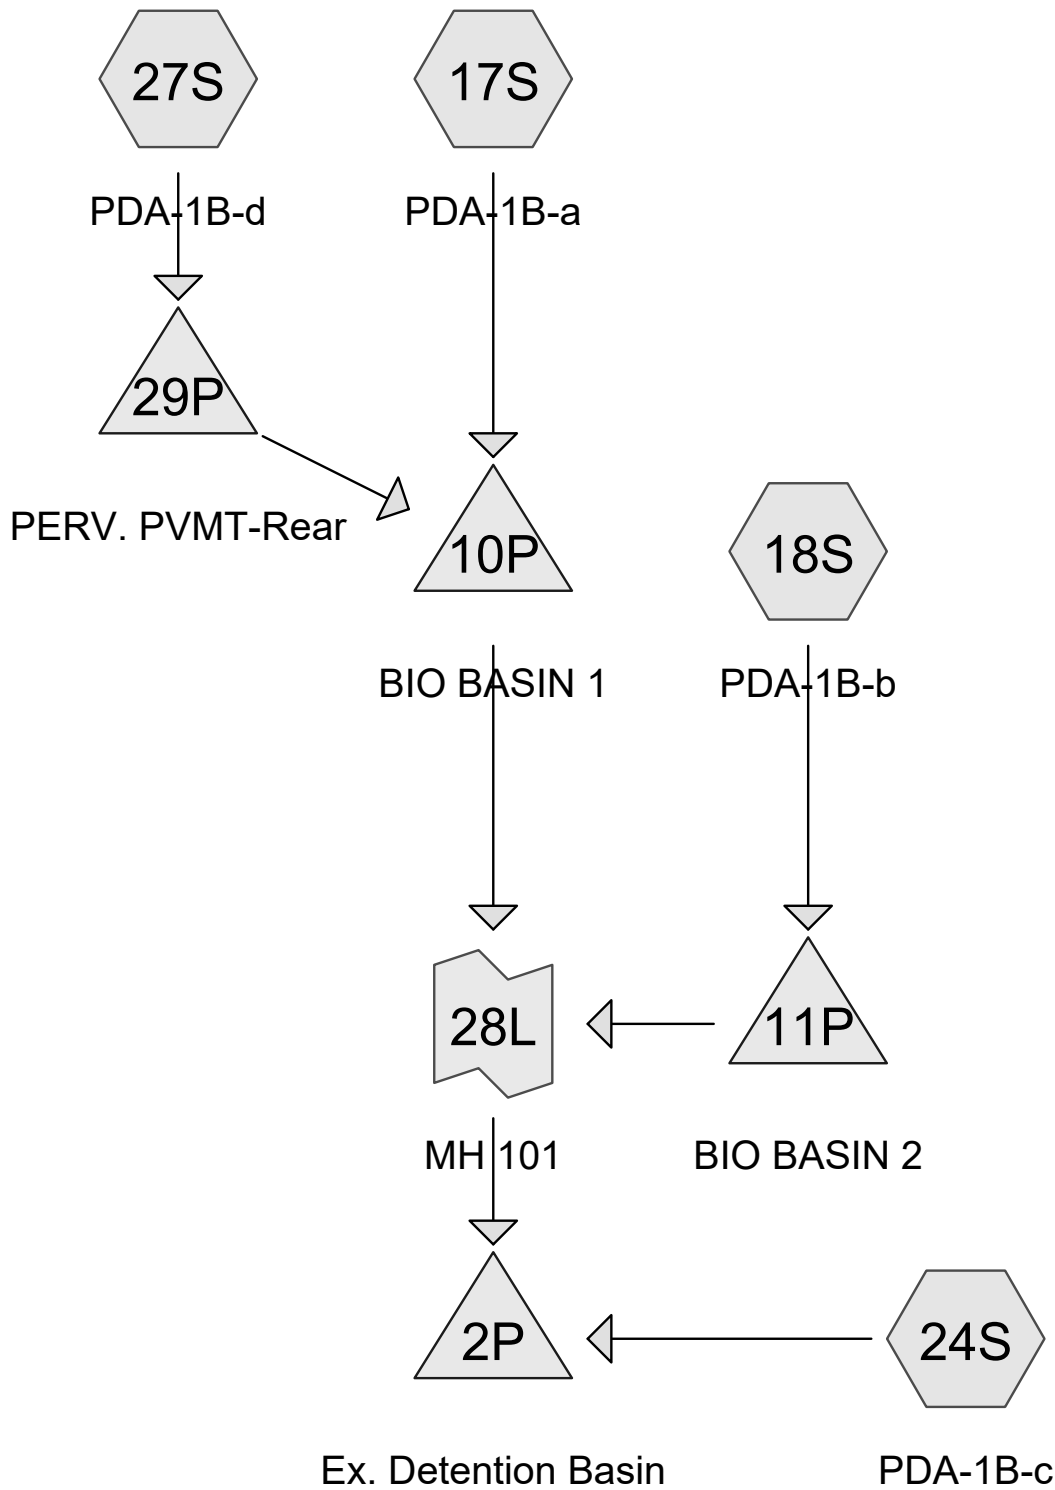 27S
17S
PDA-1B-d
PDA-1B-a
29P
PERV. PVMT-Rear
10P
18S
BIO BASIN 1
PDA-1B-b
28L
11P
MH 101
BIO BASIN 2
2P
24S
Ex. Detention Basin
PDA-1B-c